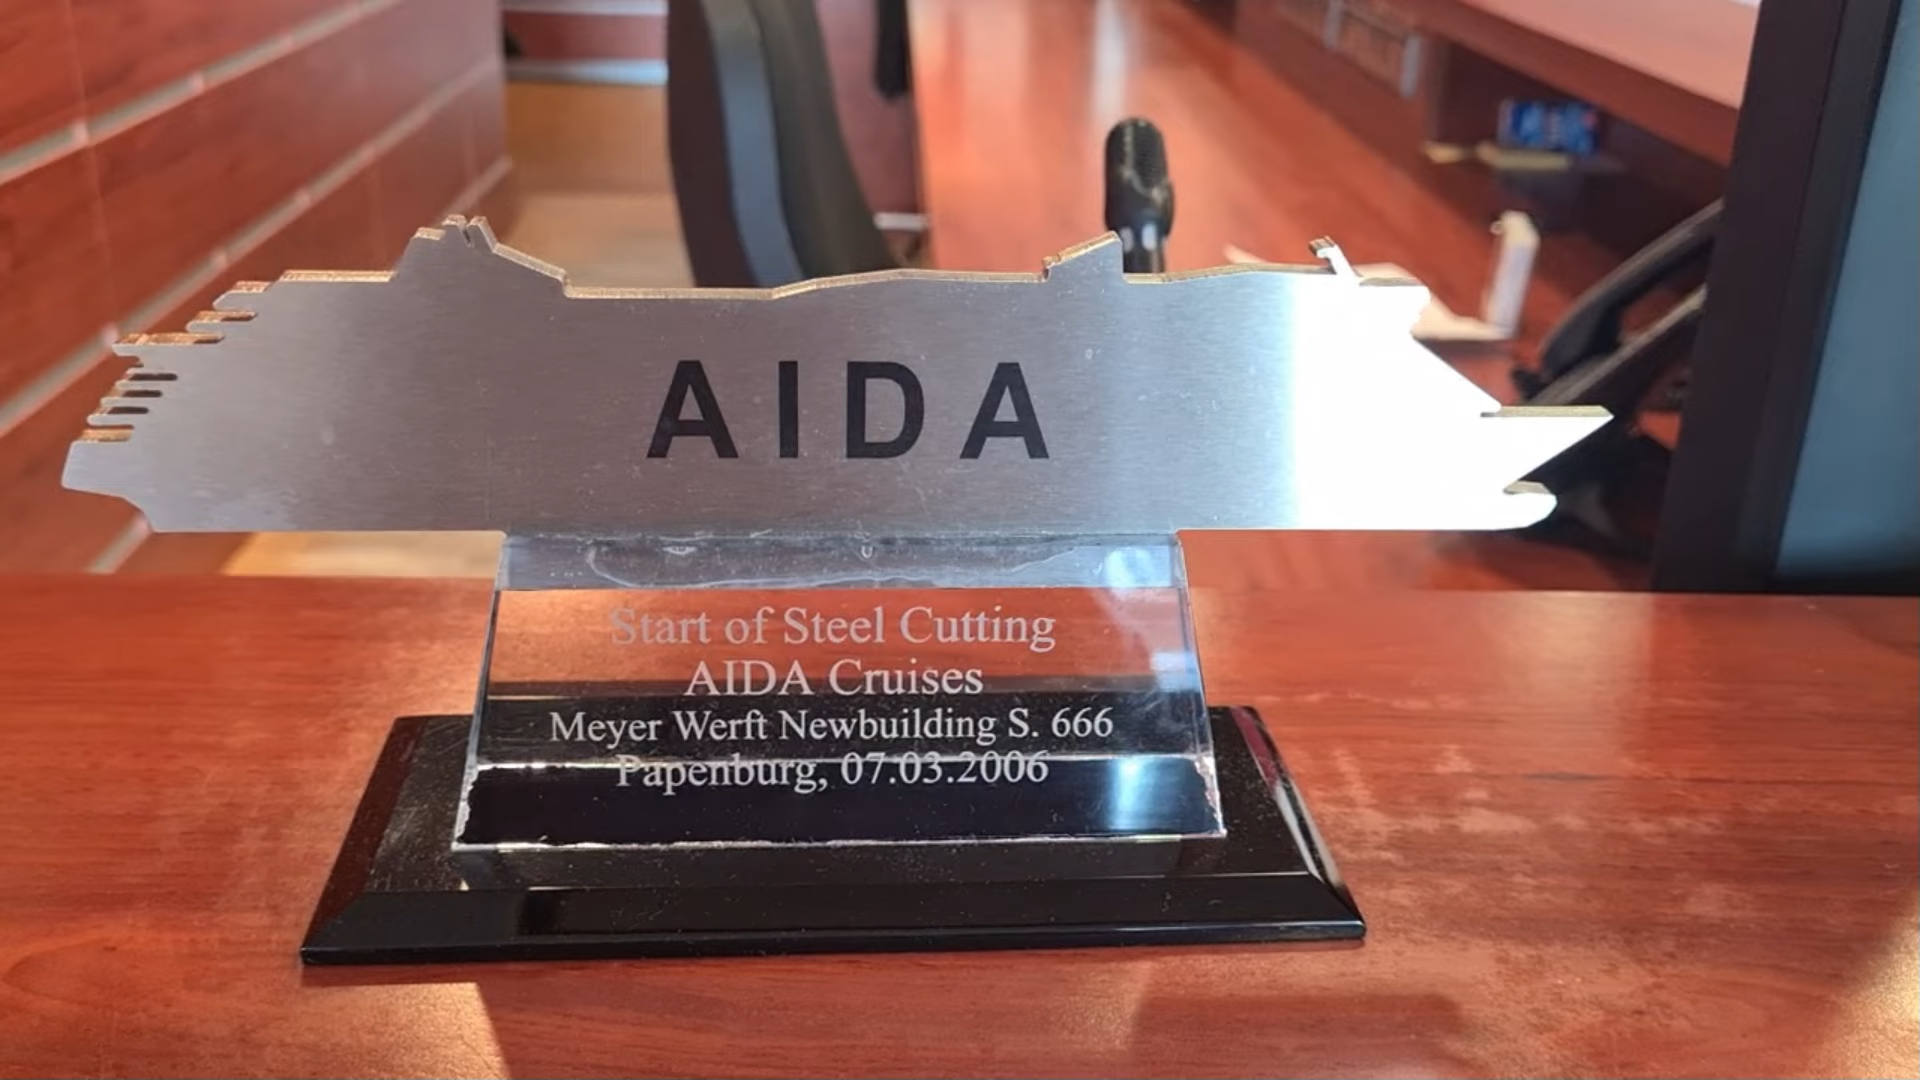 AIDA
Start of Steel Cutting
AIDA Cruises
Meyer Werft Newbuilding S. 666
Papenburg, 07.03.2006